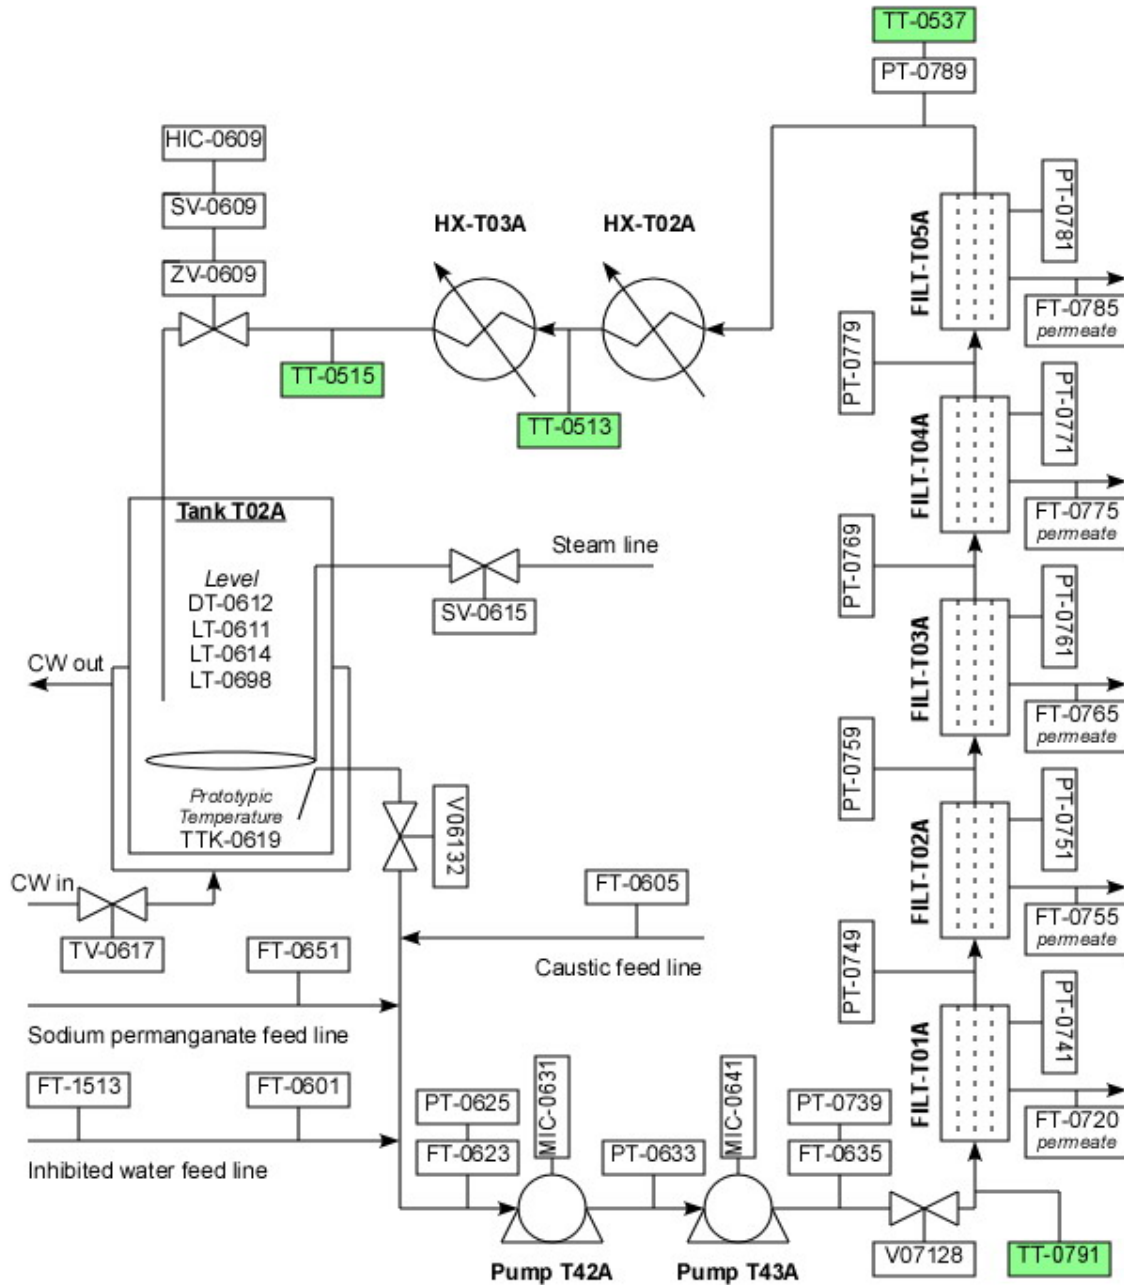 TT-0537
PT-0789
HIC-0609
SV-0609
ZV-0609
HX-T03A
HX-T02A
TT-0515
TT-0513
PT-0781
FILT-T05A
FT-0785
permeate
PT-0779
PT-0771
FILT-T04A
FT-0775
permeate
PT-0769
PT-0761
FILT-T03A
FT-0765
permeate
PT-0759
PT-0751
FILT-T02A
FT-0755
permeate
PT-0749
PT-0741
FILT-T01A
FT-0720
permeate
Tank T02A
Level
DT-0612
LT-0611
LT-0614
LT-0698
Steam line
SV-0615
CW out
Prototypic
Temperature
TTK-0619
V06132
CW in
TV-0617
FT-0651
FT-0605
Caustic feed line
Sodium permanganate feed line
FT-1513
FT-0601
Inhibited water feed line
PT-0625
FT-0623
MIC-0631
PT-0633
MIC-0641
PT-0739
FT-0635
V07128
TT-0791
Pump T42A
Pump T43A